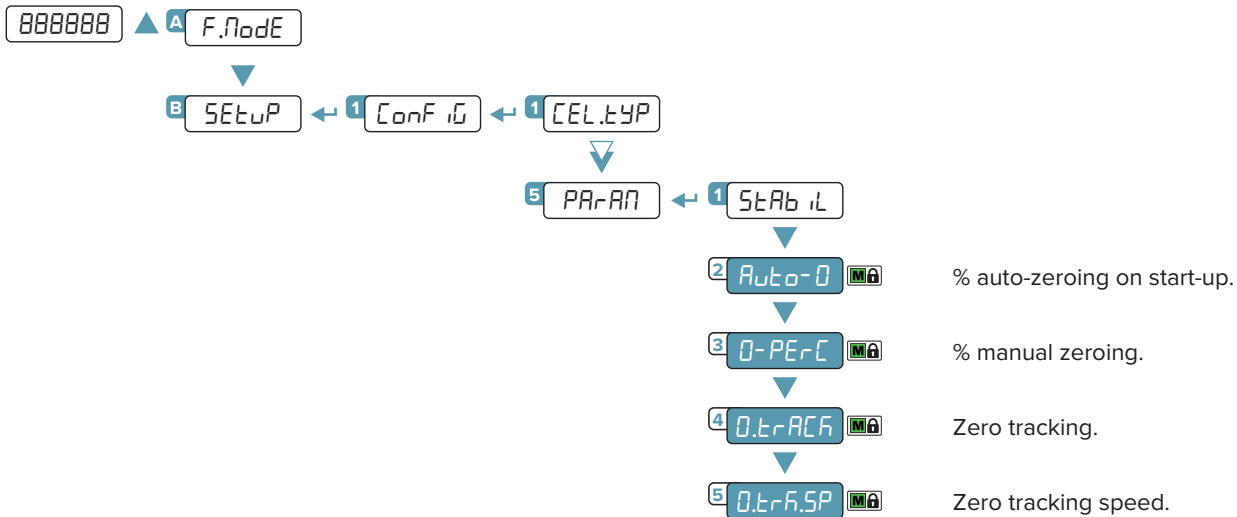 888888 A F.ModE
B SEtuP 1 ConFiG 1 CEL.tYP
5 PArAM 1 StAbiL
2 Auto-0 M % auto-zeroing on start-up.
3 0-PErC M % manual zeroing.
4 0.trACK M Zero tracking.
5 0.trK.SP M Zero tracking speed.